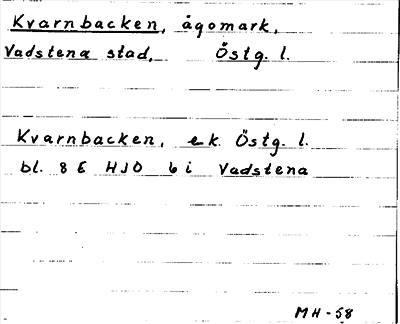 Kvarnbacken, ägomark,
Vadstena stad, Östg. l.
Kvarnbacken, ek. Östg. l.
bl. 8 E HJO 6 i Vadstena
MH-58